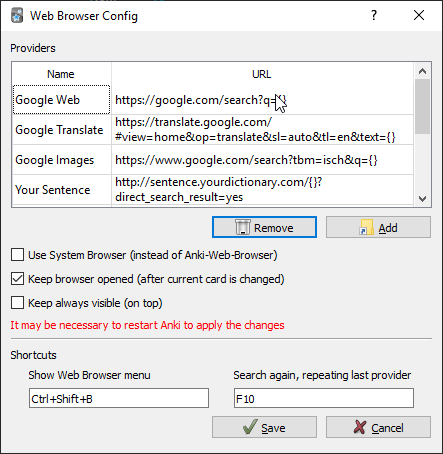 Web Browser Config
?
Providers
Name URL
Google Web https://google.com/search?q={}
Google Translate https://translate.google.com/
#view=home&op=translate&sl=auto&tl=en&text={}
Google Images https://www.google.com/search?tbm=isch&q={}
Your Sentence http://sentence.yourdictionary.com/{}?
direct_search_result=yes
Remove Add
Use System Browser (instead of Anki-Web-Browser)
Keep browser opened (after current card is changed)
Keep always visible (on top)
It may be necessary to restart Anki to apply the changes
Shortcuts
Show Web Browser menu Search again, repeating last provider
Ctrl+Shift+B F10
Save Cancel